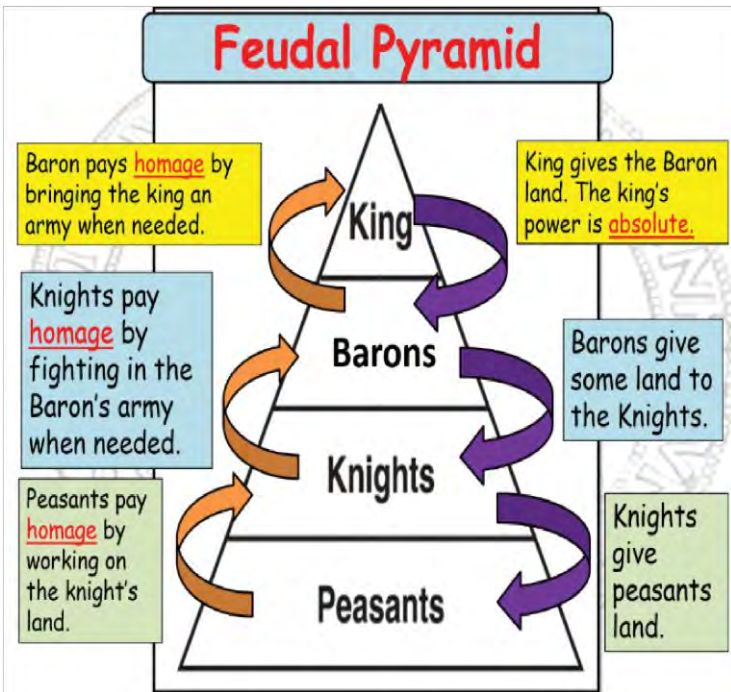 Feudal Pyramid
Baron pays homage by
bringing the king an
army when needed.
King gives the Baron
land. The king's
power is absolute.
King
Knights pay
homage by
fighting in the
Baron's army
when needed.
Barons
Barons give
some land to
the Knights.
Peasants pay
homage by
working on
the knight's
land.
Knights
Knights
give
peasants
land.
Peasants